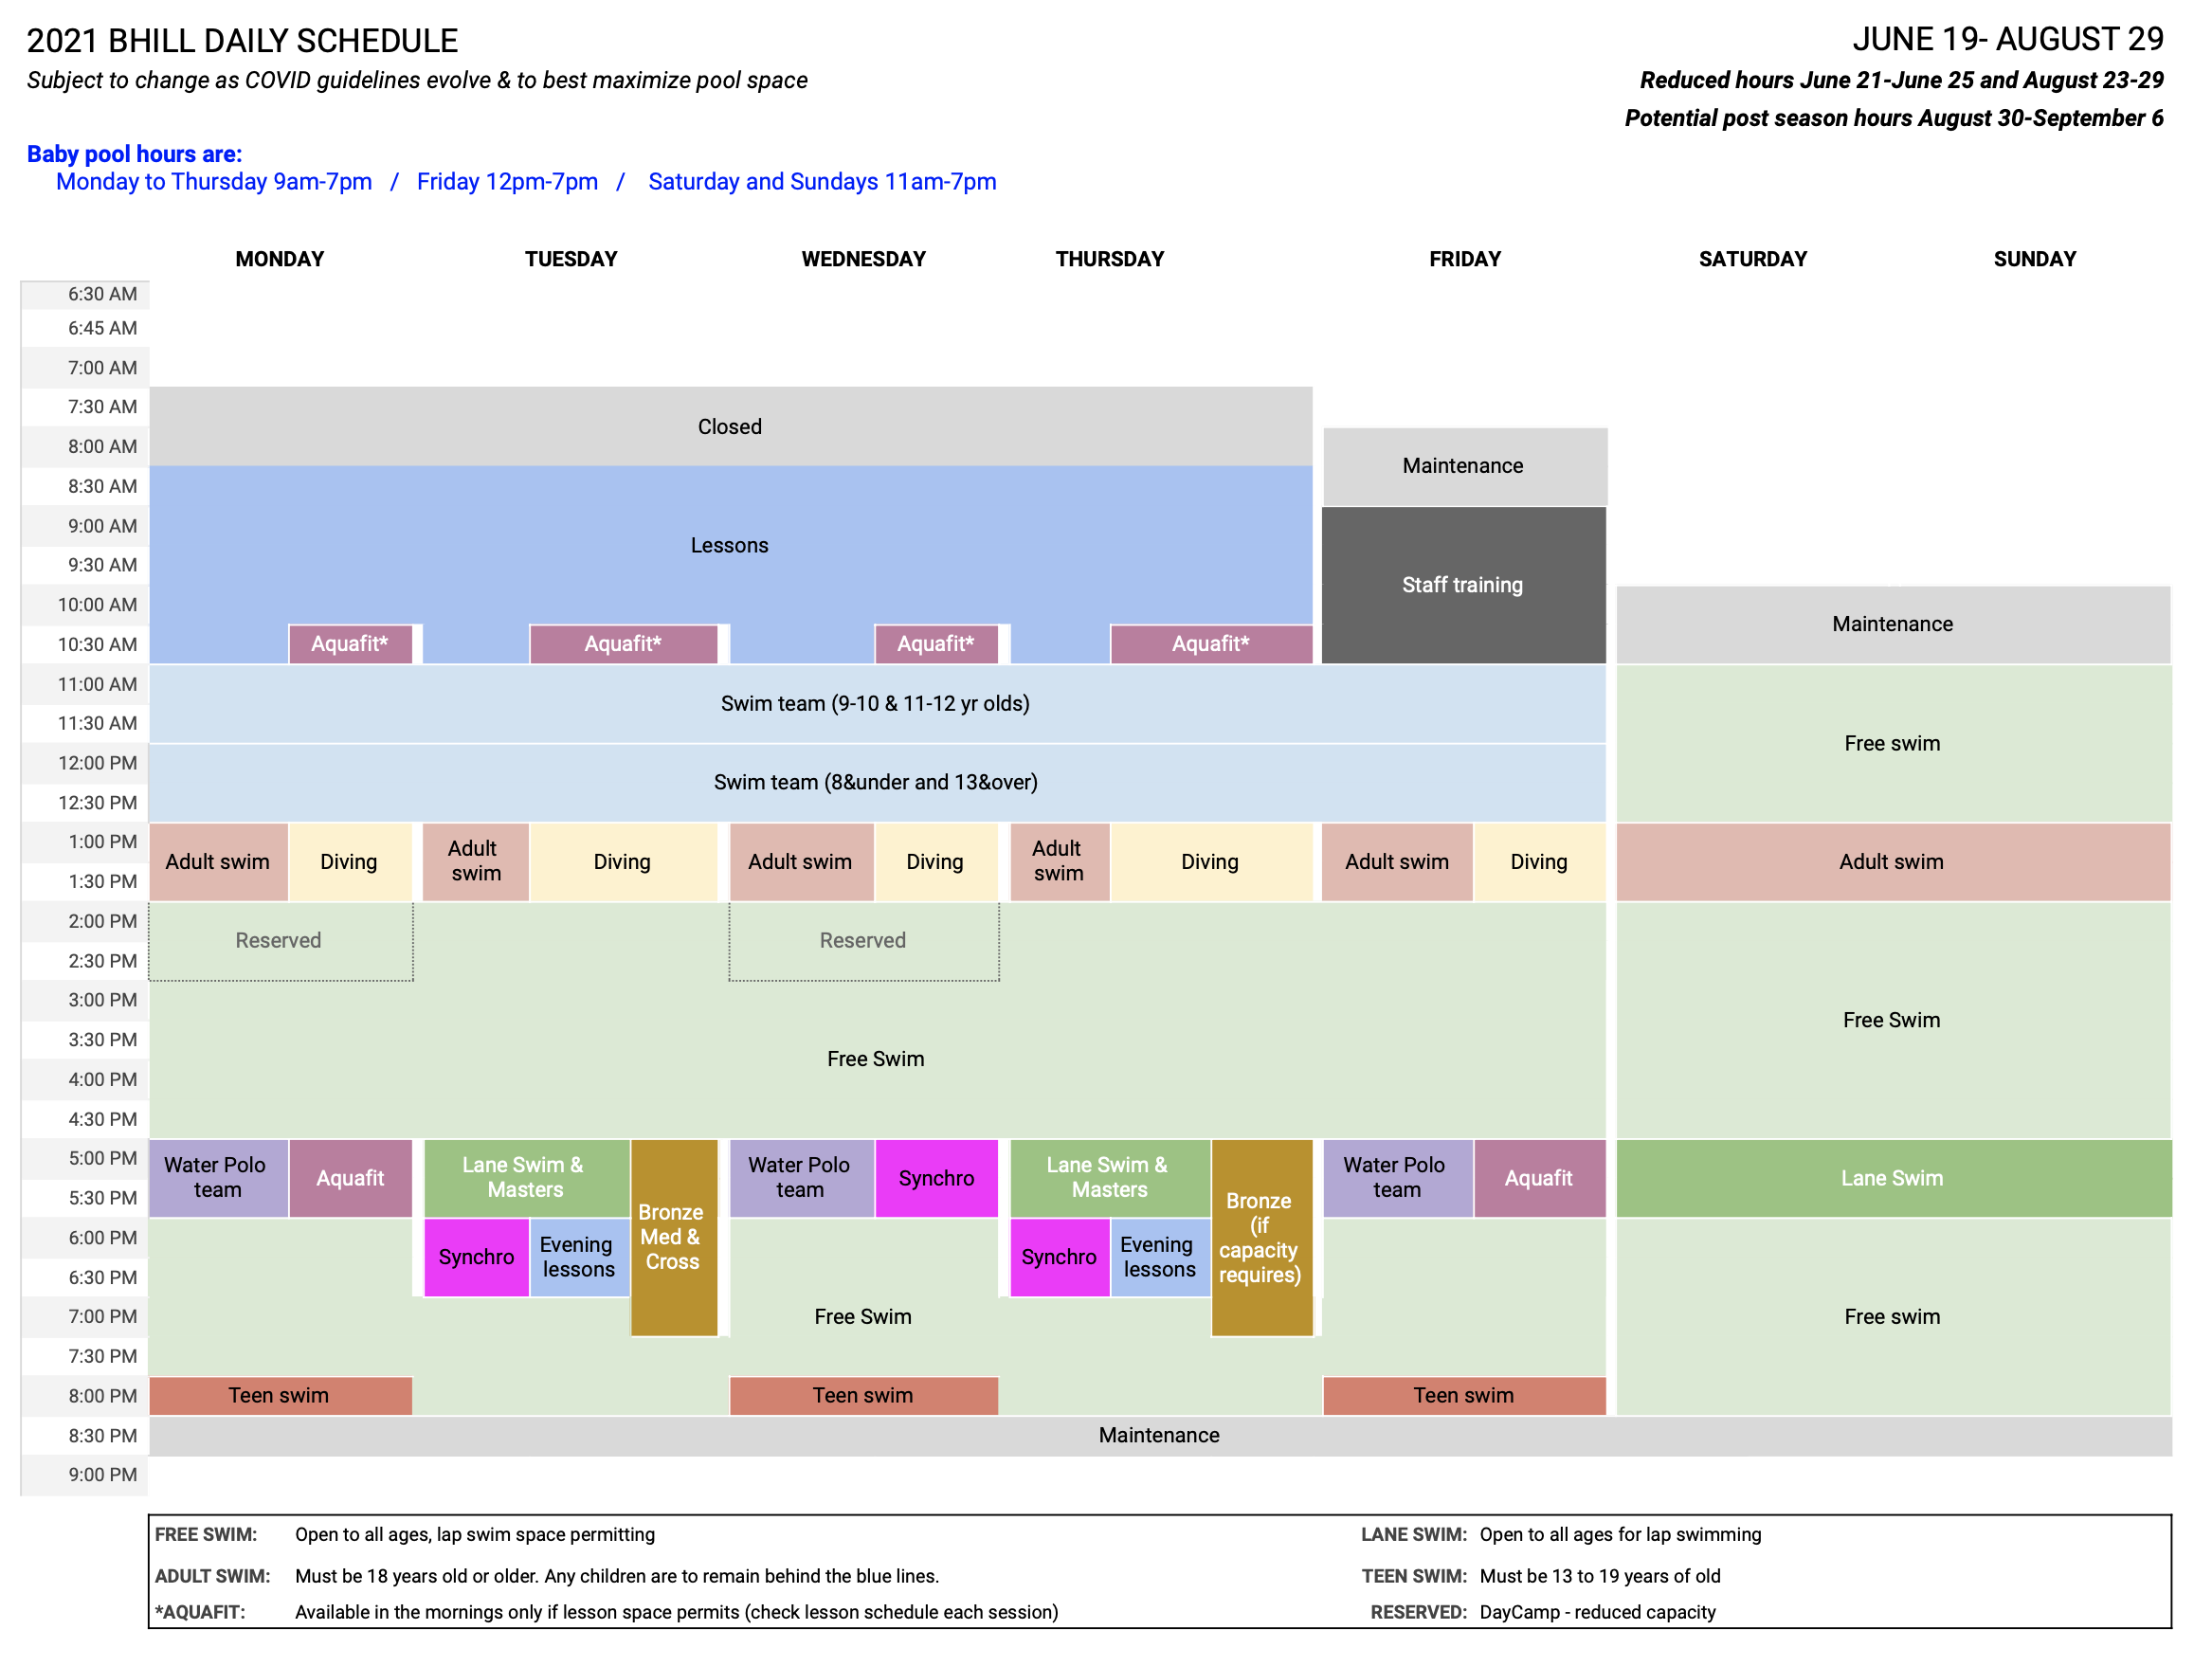 2021 BHILL DAILY SCHEDULE
JUNE 19- AUGUST 29
Subject to change as COVID guidelines evolve & to best maximize pool space
Reduced hours June 21-June 25 and August 23-29
Potential post season hours August 30-September 6
Baby pool hours are:
Monday to Thursday 9am-7pm / Friday 12pm-7pm / Saturday and Sundays 11am-7pm
MONDAY TUESDAY WEDNESDAY THURSDAY FRIDAY SATURDAY SUNDAY
6:30 AM
6:45 AM
7:00 AM
7:30 AM
Closed
8:00 AM
Maintenance
8:30 AM
9:00 AM
Lessons
9:30 AM
Staff training
10:00 AM
Maintenance
10:30 AM Aquafit* Aquafit* Aquafit* Aquafit*
11:00 AM
Swim team (9-10 & 11-12 yr olds)
11:30 AM
Free swim
12:00 PM
Swim team (8&under and 13&over)
12:30 PM
1:00 PM
Adult swim Diving Adult
swim Diving Adult swim Diving Adult
swim Diving Adult swim Diving Adult swim
1:30 PM
2:00 PM
Reserved Reserved
2:30 PM
3:00 PM
Free Swim
3:30 PM
Free Swim
4:00 PM
4:30 PM
5:00 PM
Water Polo
team
Aquafit
Lane Swim &
Masters
Bronze
Med &
Cross
Water Polo
team
Synchro
Lane Swim &
Masters
Bronze
(if
capacity
requires)
Water Polo
team
Aquafit
Lane Swim
5:30 PM
6:00 PM
Synchro
Evening
lessons
Synchro
Evening
lessons
6:30 PM
7:00 PM
Free Swim
Free swim
7:30 PM
8:00 PM
Teen swim Teen swim Teen swim
8:30 PM
Maintenance
9:00 PM
FREE SWIM: Open to all ages, lap swim space permitting
LANE SWIM: Open to all ages for lap swimming
ADULT SWIM: Must be 18 years old or older. Any children are to remain behind the blue lines.
TEEN SWIM: Must be 13 to 19 years of old
*AQUAFIT: Available in the mornings only if lesson space permits (check lesson schedule each session)
RESERVED: DayCamp - reduced capacity